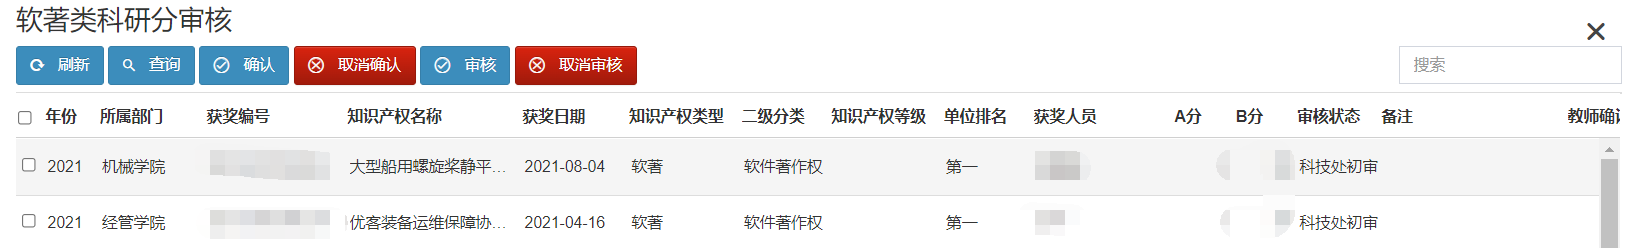 软著类科研分审核
刷新 查询 确认 取消确认 审核 取消审核 搜索
年份 所属部门 获奖编号 知识产权名称 获奖日期 知识产权类型 二级分类 知识产权等级 单位排名 获奖人员 A分 B分 审核状态 备注 教师确认
2021 机械学院 大型船用螺旋桨静平... 2021-08-04 软著 软件著作权 第一 科技处初审
2021 经管学院 优客装备运维保障协... 2021-04-16 软著 软件著作权 第一 科技处初审